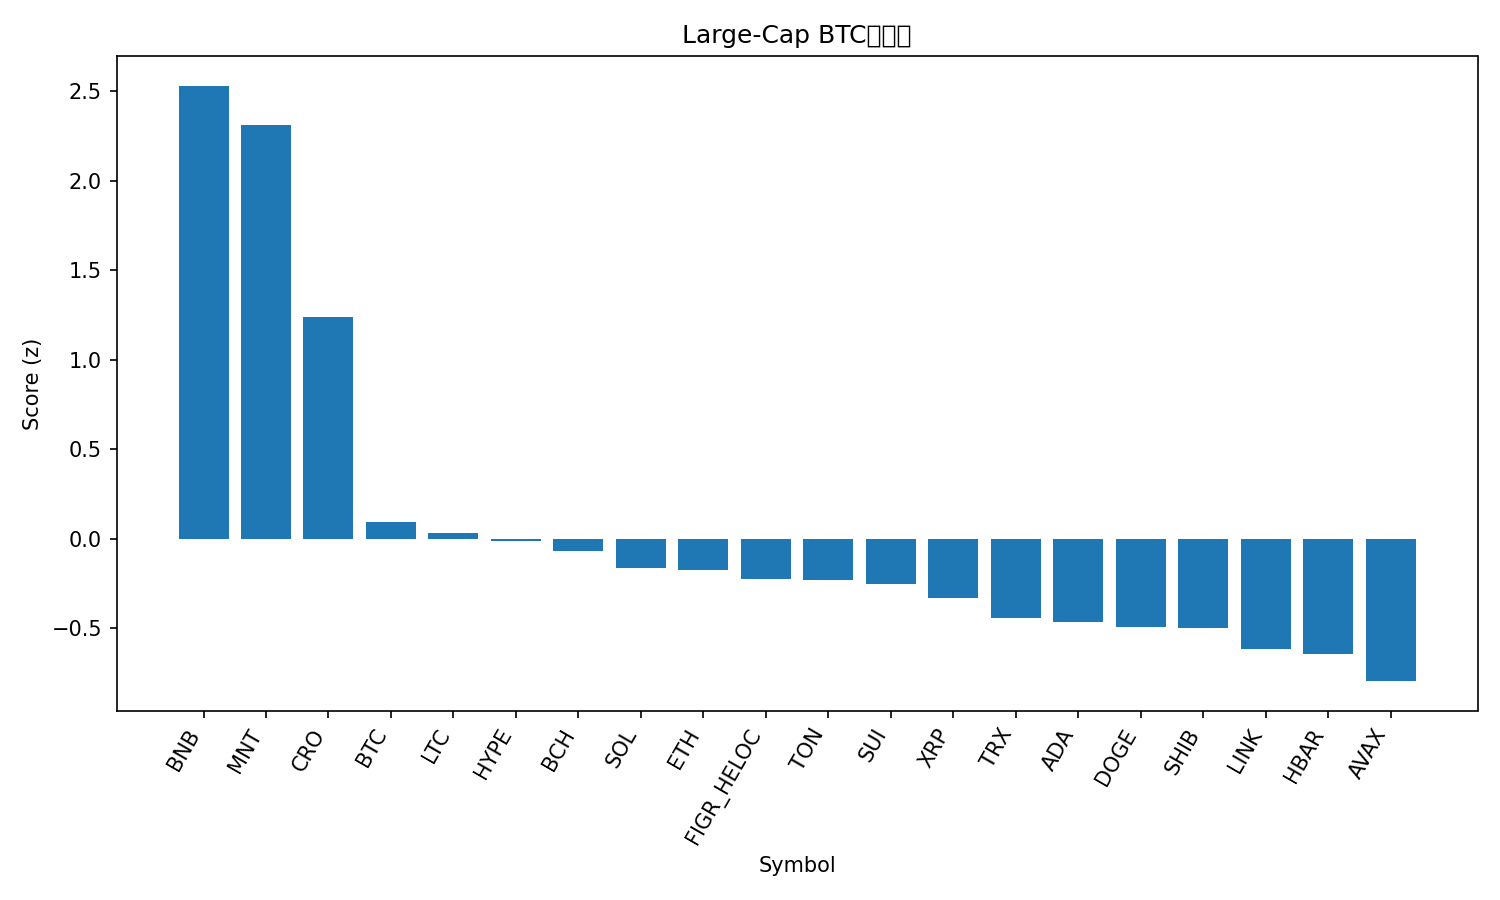 Large-Cap BTC
2.5
2.0
1.5
1.0
0.5
0.0
−0.5
Score (z)
BNB
MNT
CRO
BTC
LTC
HYPE
BCH
SOL
ETH
FIGR_HELOC
TON
SUI
XRP
TRX
ADA
DOGE
SHIB
LINK
HBAR
AVAX
Symbol